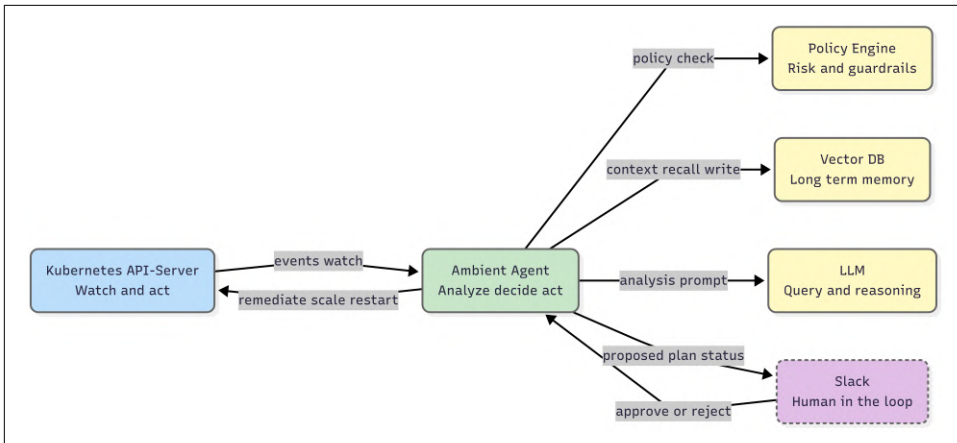 policy check
Policy Engine
Risk and guardrails
context recall write
Vector DB
Long term memory
Kubernetes API-Server
Watch and act
events watch
remediate scale restart
Ambient Agent
Analyze decide act
analysis prompt
LLM
Query and reasoning
proposed plan status
approve or reject
Slack
Human in the loop